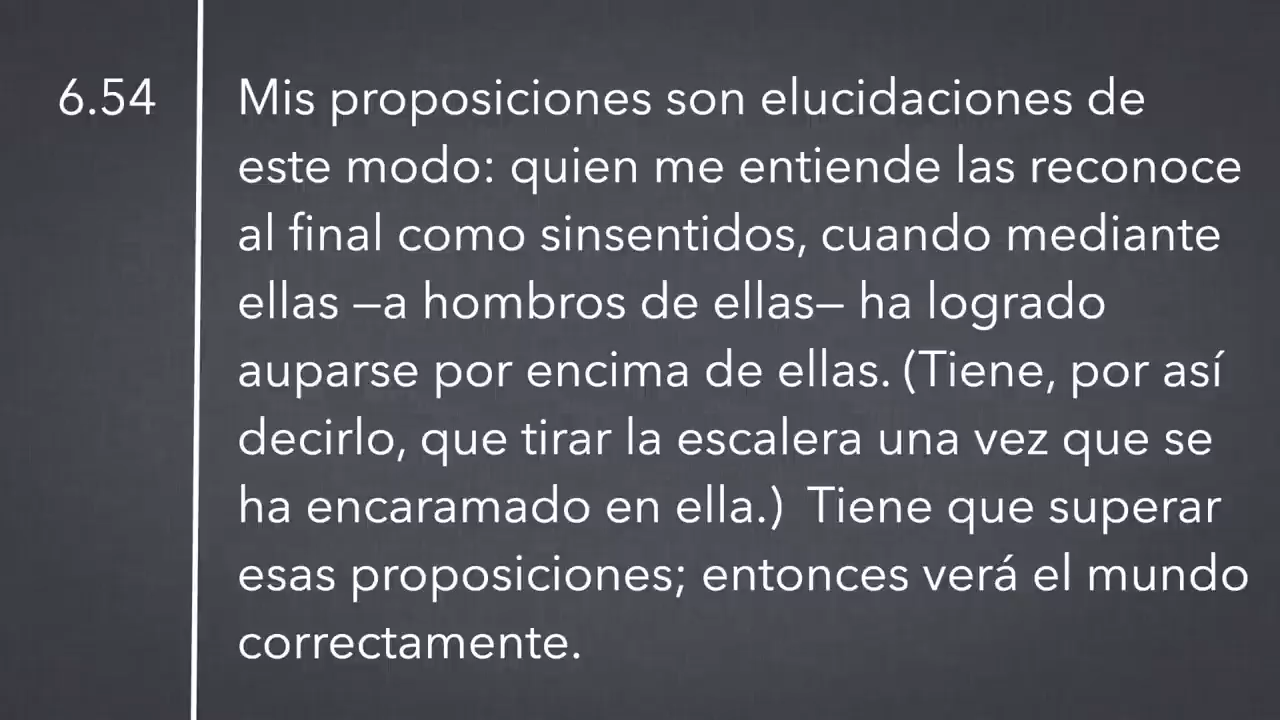 6.54 Mis proposiciones son elucidaciones de
este modo: quien me entiende las reconoce
al final como sinsentidos, cuando mediante
ellas —a hombros de ellas— ha logrado
auparse por encima de ellas. (Tiene, por así
decirlo, que tirar la escalera una vez que se
ha encaramado en ella.) Tiene que superar
esas proposiciones; entonces verá el mundo
correctamente.